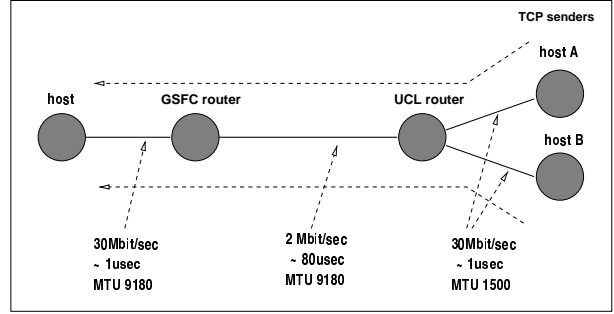 TCP senders
host A
host
GSFC router
UCL router
host B
30Mbit/sec
~ 1usec
MTU 9180
2 Mbit/sec
~ 80usec
MTU 9180
30Mbit/sec
~ 1usec
MTU 1500